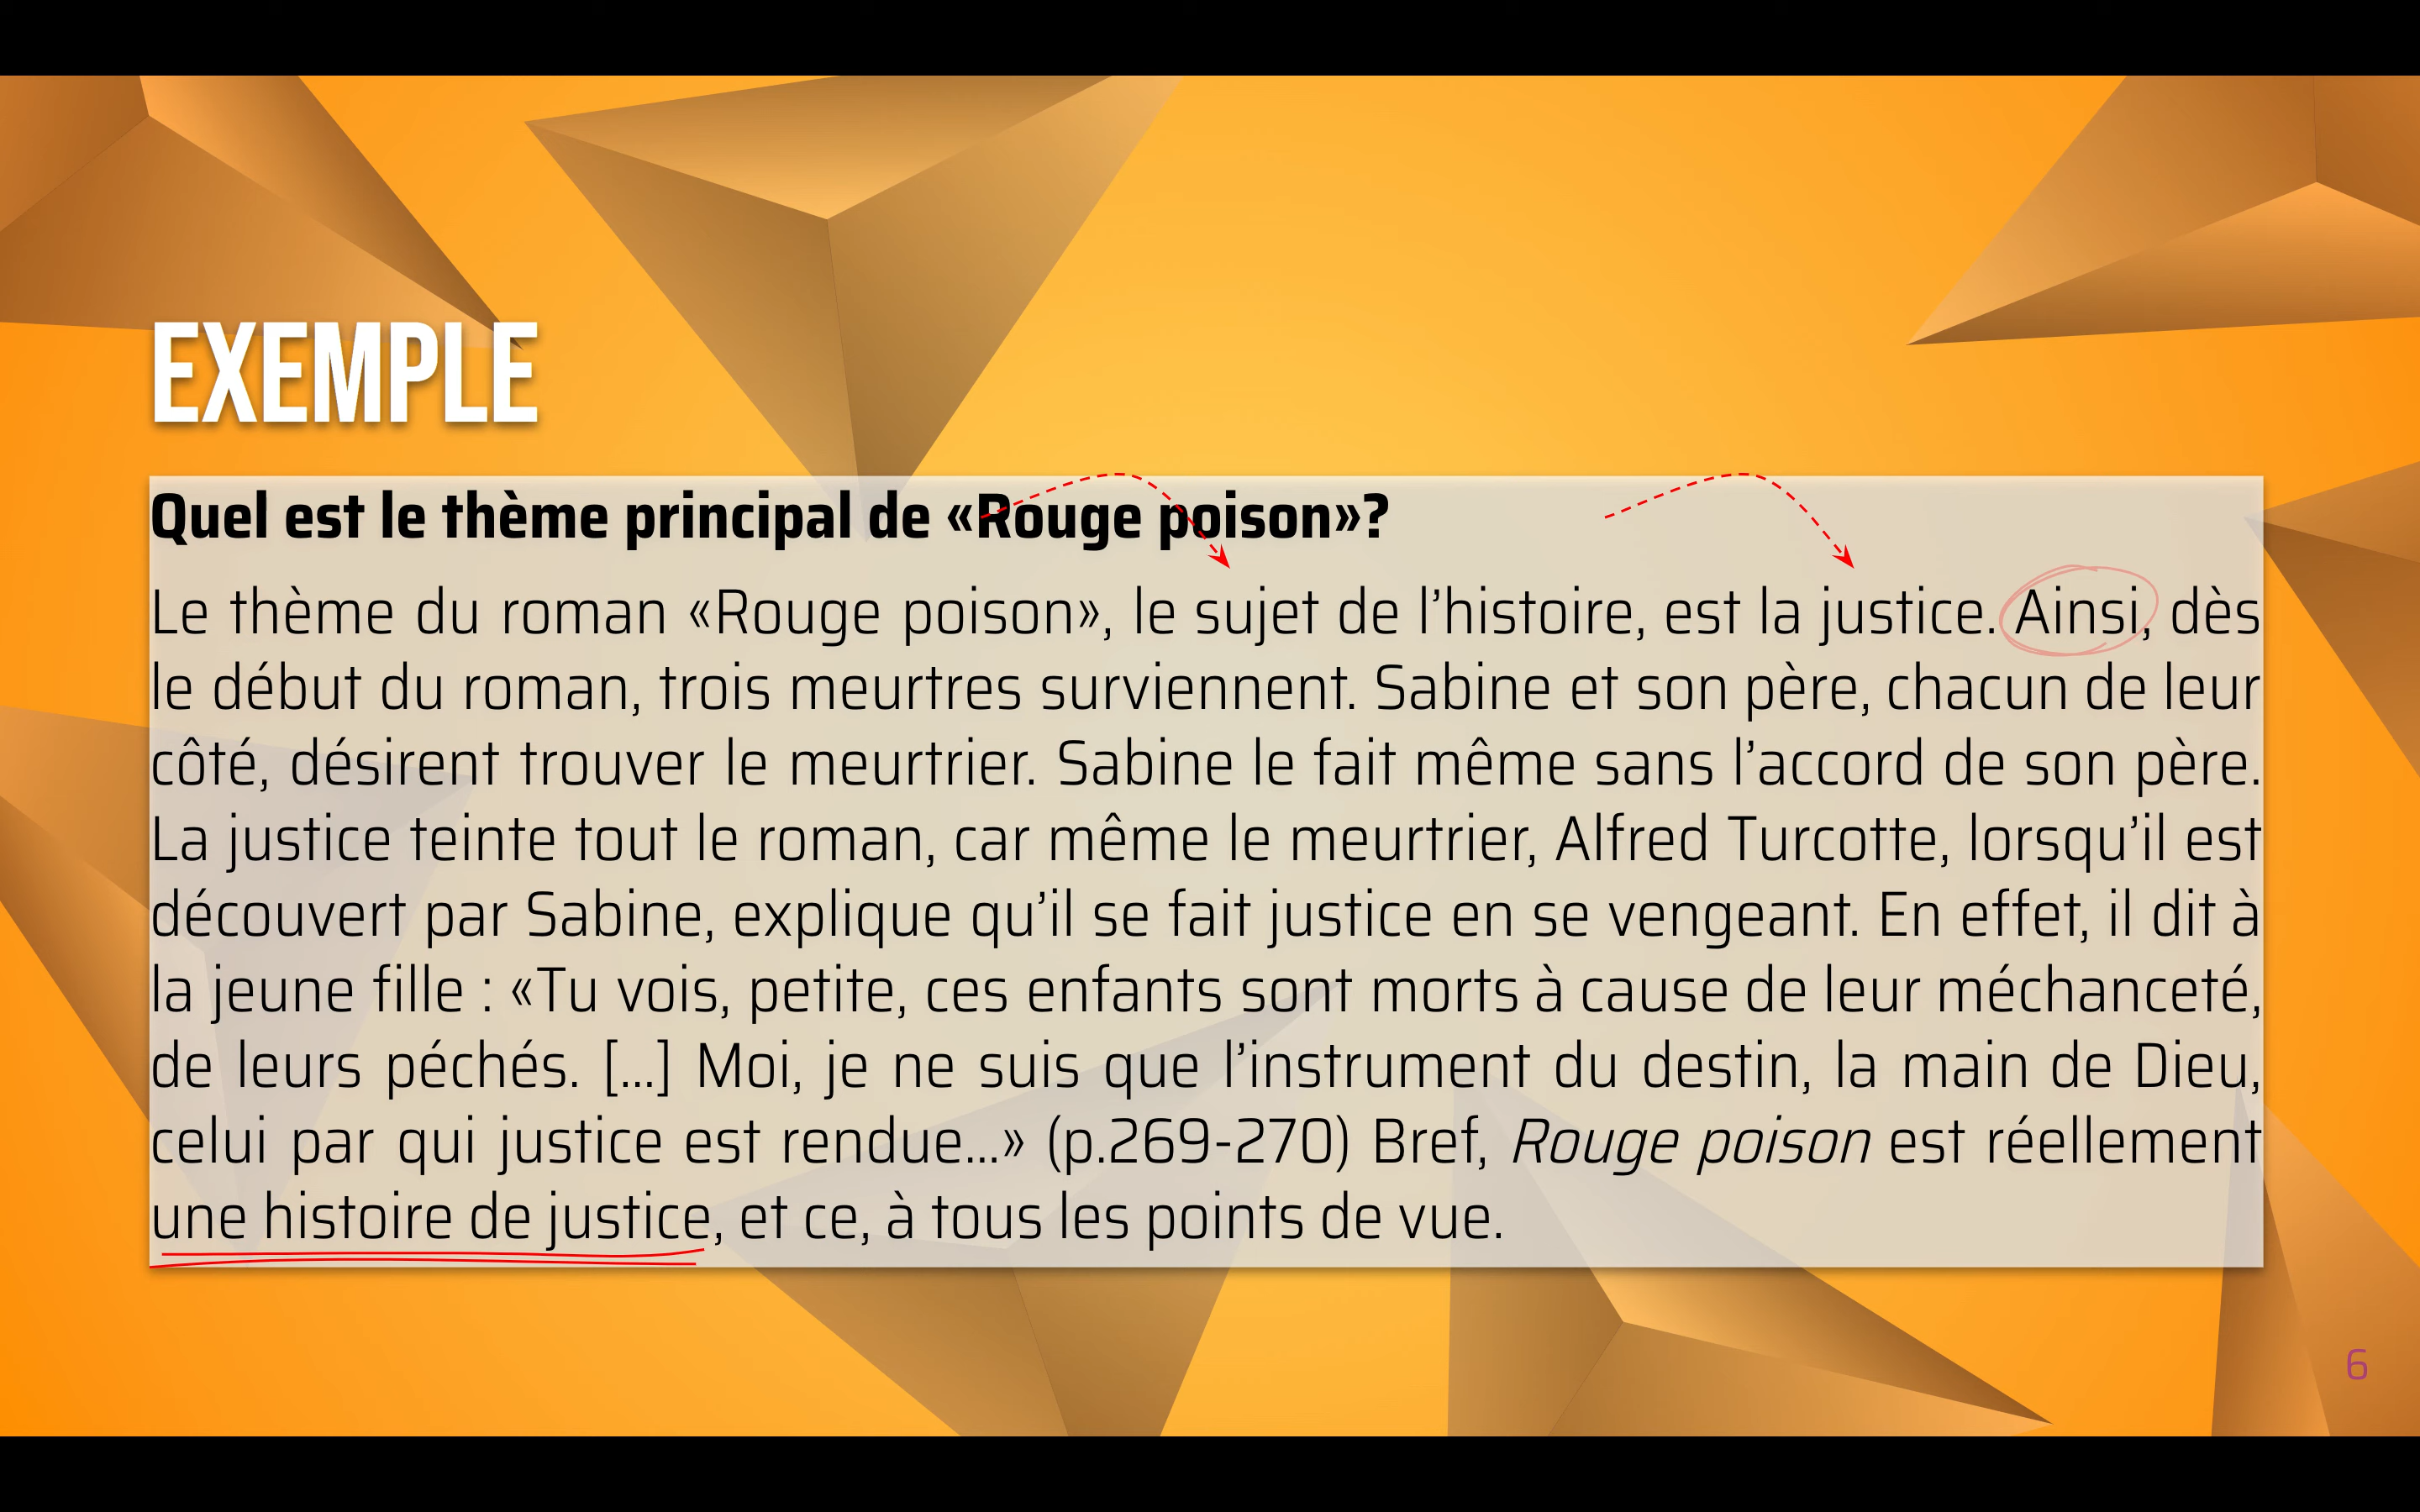 EXEMPLE
Quel est le thème principal de «Rouge poison»?
Le thème du roman «Rouge poison», le sujet de l’histoire, est la justice. Ainsi, dès
le début du roman, trois meurtres surviennent. Sabine et son père, chacun de leur
côté, désirent trouver le meurtrier. Sabine le fait même sans l’accord de son père.
La justice teinte tout le roman, car même le meurtrier, Alfred Turcotte, lorsqu’il est
découvert par Sabine, explique qu’il se fait justice en se vengeant. En effet, il dit à
la jeune fille : «Tu vois, petite, ces enfants sont morts à cause de leur méchanceté,
de leurs péchés. [...] Moi, je ne suis que l’instrument du destin, la main de Dieu,
celui par qui justice est rendue...» (p.269-270) Bref, Rouge poison est réellement
une histoire de justice, et ce, à tous les points de vue.
6